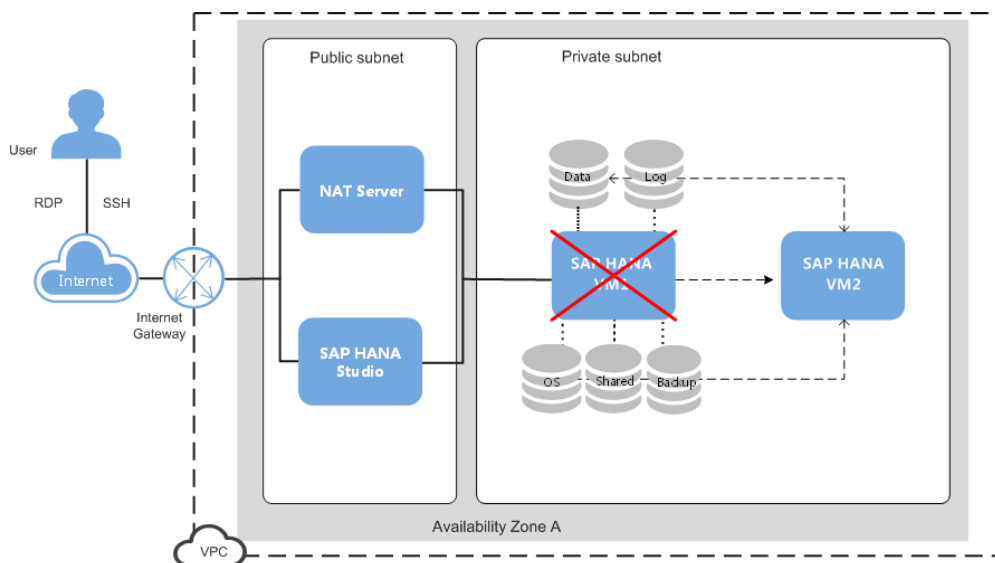 Public subnet
Private subnet
User
RDP
SSH
Internet
Internet
Gateway
NAT Server
SAP HANA
Studio
Data
Log
SAP HANA
VM1
SAP HANA
VM2
OS
Shared
Backup
Availability Zone A
VPC